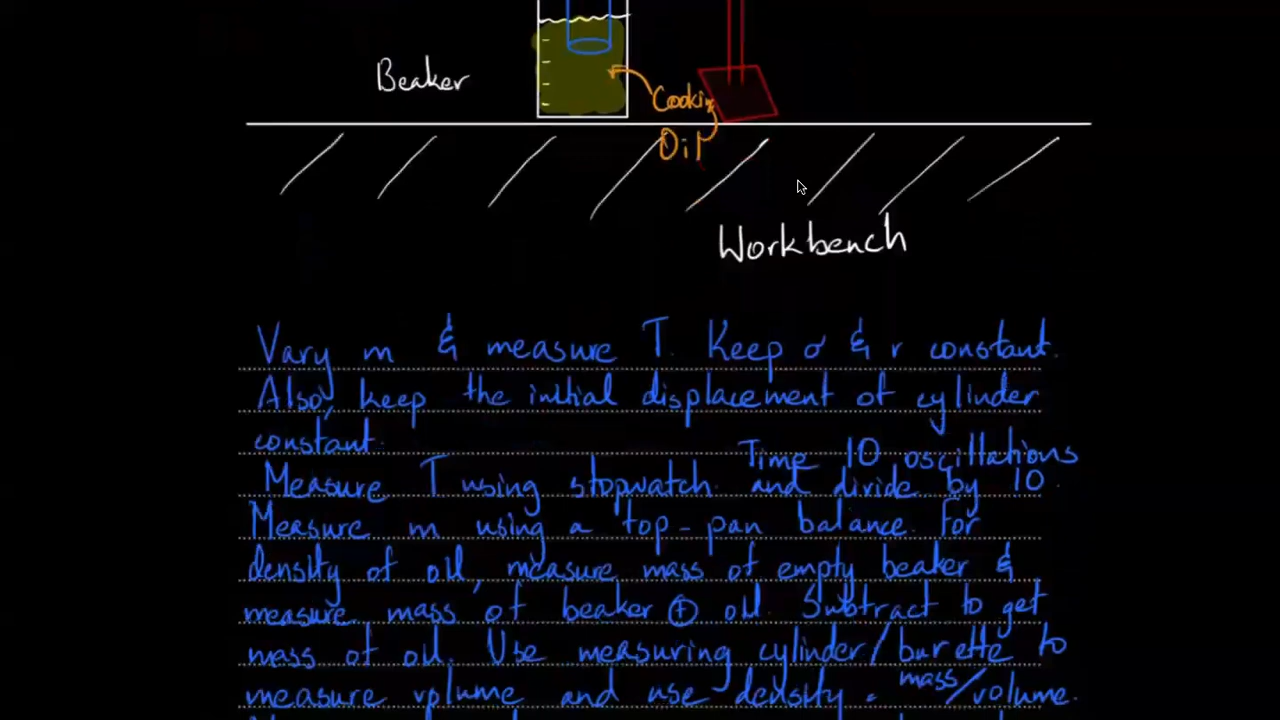 Beaker
Cooking
Oil
Workbench
Vary m & measure T. Keep σ & r constant.
Also, keep the initial displacement of cylinder
constant.
Time 10 oscillations
Measure T using stopwatch and divide by 10.
Measure m using a top-pan balance. For
density of oil, measure mass of empty beaker &
measure mass of beaker + oil. Subtract to get
mass of oil. Use measuring cylinder/burette to
measure volume and use density = mass/volume.